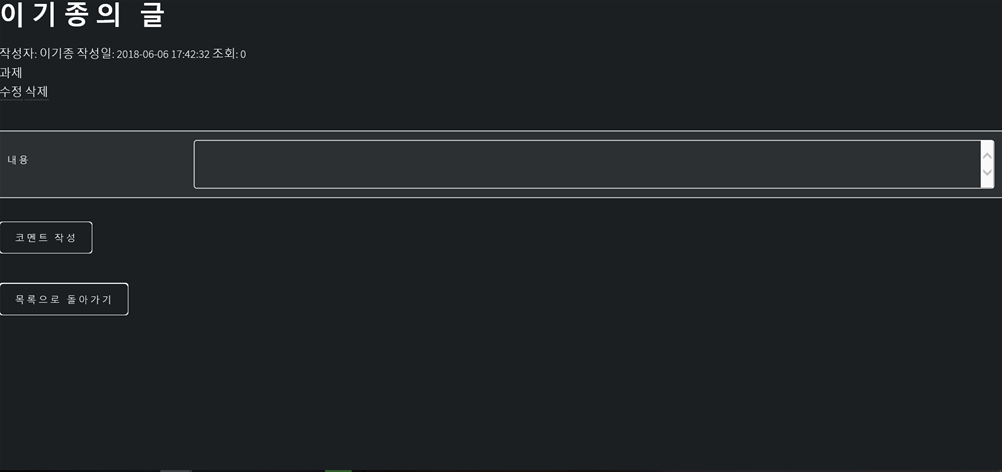 이기종의 글
작성자: 이기종 작성일: 2018-06-06 17:42:32 조회: 0
과제
수정 삭제
내용
코멘트 작성
목록으로 돌아가기